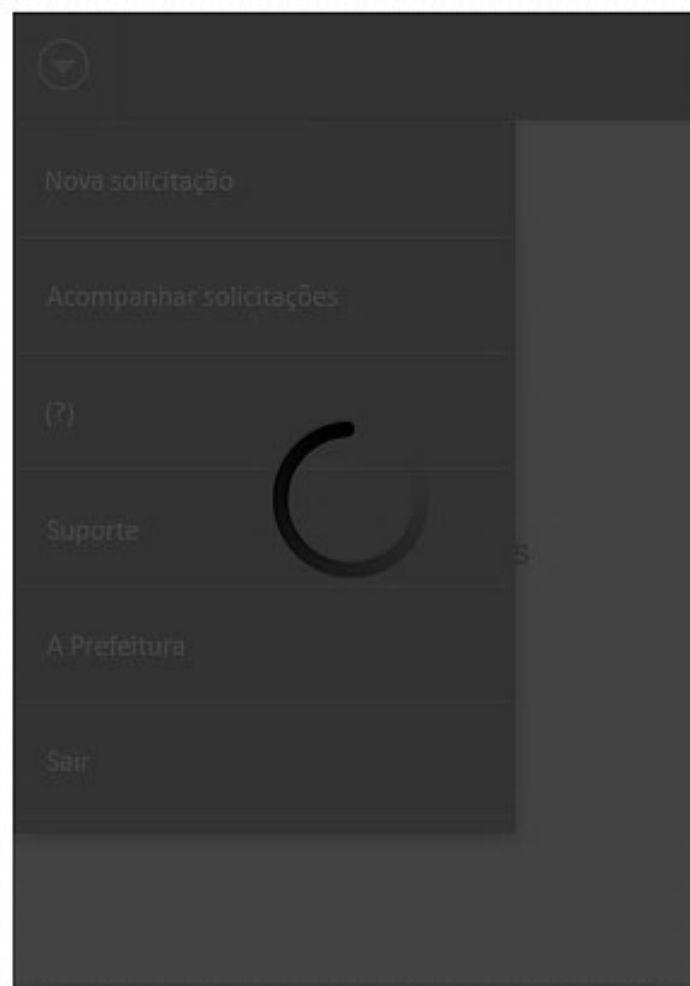 Nova solicitação
Acompanhar solicitações
(?)
Suporte
s
A Prefeitura
Sair